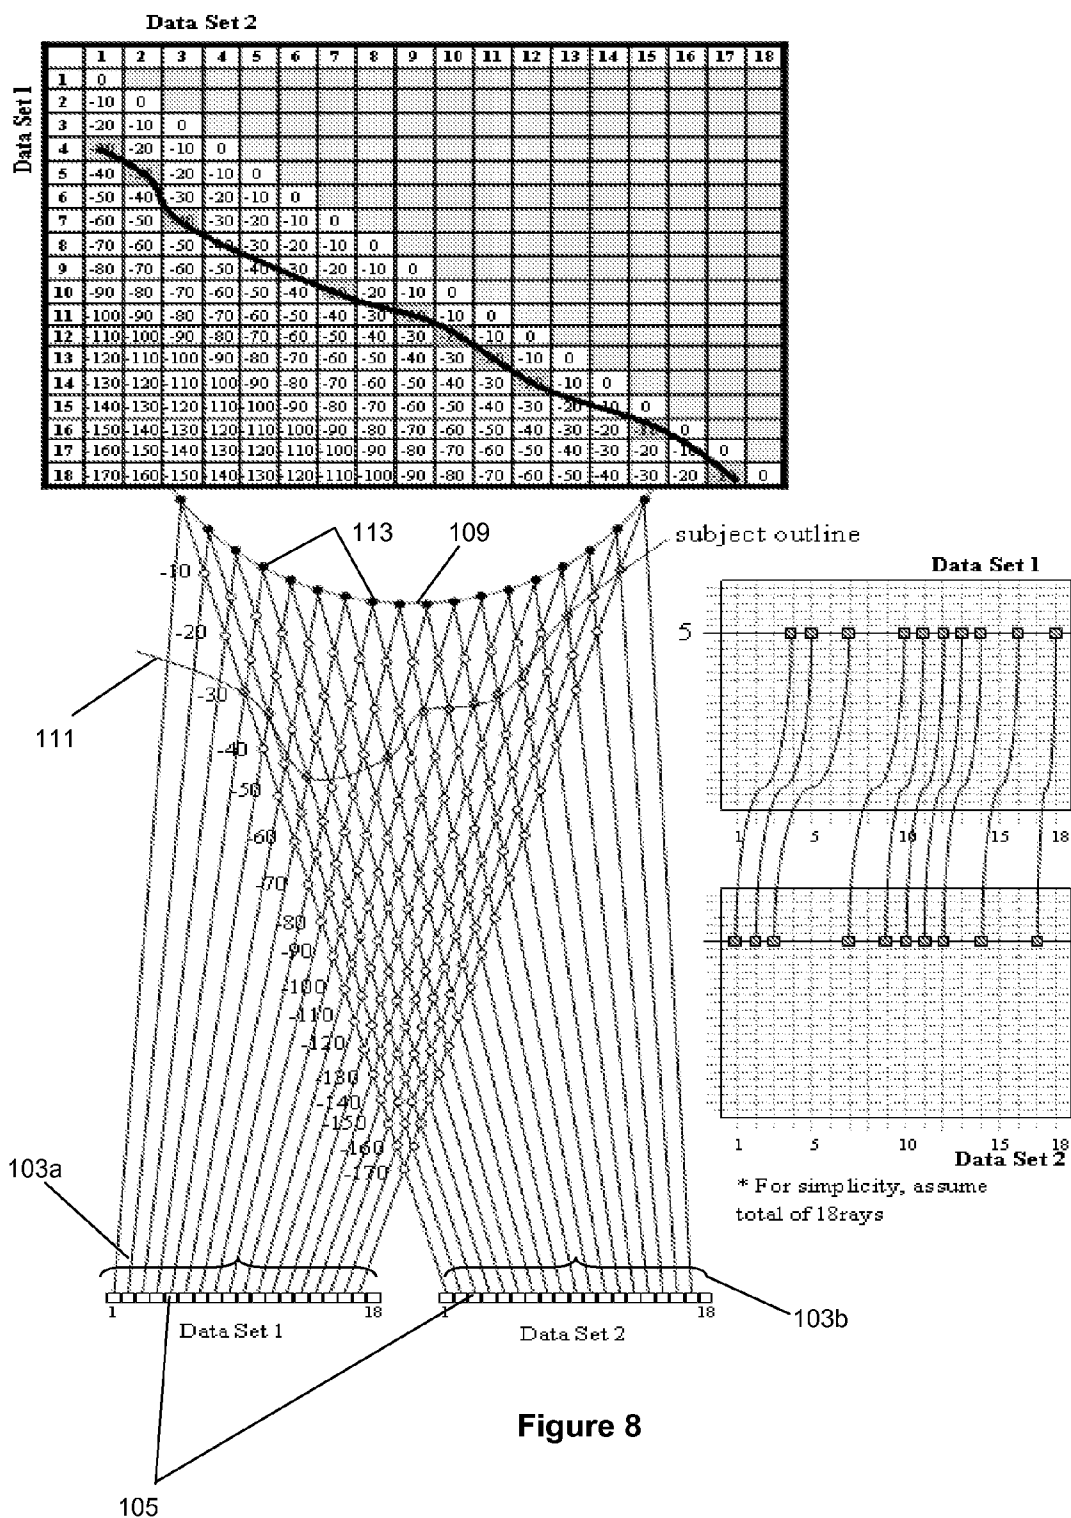 Data Set 2
Data Set 1
1 2 3 4 5 6 7 8 9 10 11 12 13 14 15 16 17 18
1 0
2 -10 0
3 -20 -10 0
4 -20 -10 0
5 -40 -20 -10 0
6 -50 -40 -30 -20 -10 0
7 -60 -50 -30 -20 -10 0
8 -70 -60 -50 -40 -30 -20 -10 0
9 -80 -70 -60 -50 -40 -30 -20 -10 0
10 -90 -80 -70 -60 -50 -40 -20 -10 0
11 -100 -90 -80 -70 -60 -50 -40 -30 -10 0
12 -110 -100 -90 -80 -70 -60 -50 -40 -30 -10 0
13 -120 -110 -100 -90 -80 -70 -60 -50 -40 -30 -10 0
14 -130 -120 -110 -100 -90 -80 -70 -60 -50 -40 -30 -10 0
15 -140 -130 -120 -110 -100 -90 -80 -70 -60 -50 -40 -30 -20 -10 0
16 -150 -140 -130 -120 -110 -100 -90 -80 -70 -60 -50 -40 -30 -20 0
17 -160 -150 -140 -130 -120 -110 -100 -90 -80 -70 -60 -50 -40 -30 -20 -10 0
18 -170 -160 -150 -140 -130 -120 -110 -100 -90 -80 -70 -60 -50 -40 -30 -20 0
113
109
subject outline
-10
-20
-30
-40
-50
-60
-70
-80
-90
-100
-110
-120
-130
-140
-150
-160
-170
111
Data Set 1
5
1 5 10 15 18
1 5 10 15 18
Data Set 2
* For simplicity, assume
total of 18rays
103a
1 18
Data Set 1
1 18
Data Set 2
103b
Figure 8
105